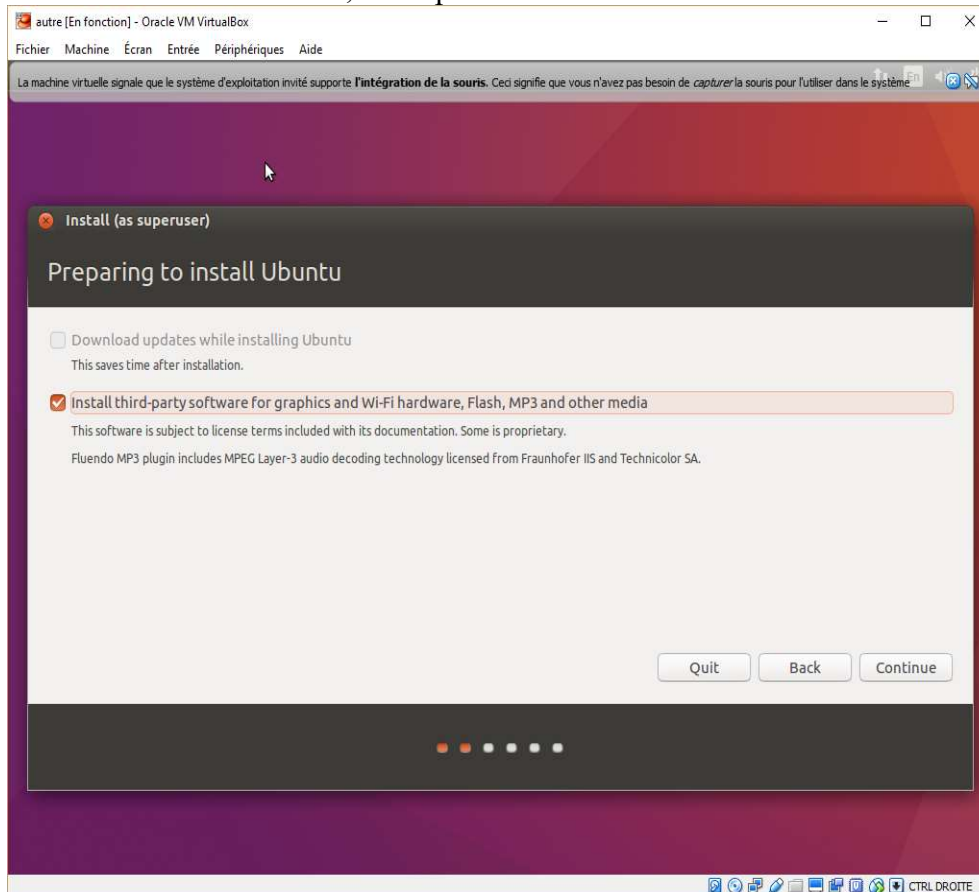 autre [En fonction] - Oracle VM VirtualBox
Fichier Machine Écran Entrée Périphériques Aide
La machine virtuelle signale que le système d'exploitation invité supporte l'intégration de la souris. Ceci signifie que vous n'avez pas besoin de capturer la souris pour l'utiliser dans le système
En
Install (as superuser)
Preparing to install Ubuntu
Download updates while installing Ubuntu
This saves time after installation.
Install third-party software for graphics and Wi-Fi hardware, Flash, MP3 and other media
This software is subject to license terms included with its documentation. Some is proprietary.
Fluendo MP3 plugin includes MPEG Layer-3 audio decoding technology licensed from Fraunhofer IIS and Technicolor SA.
Quit Back Continue
CTRL DROITE